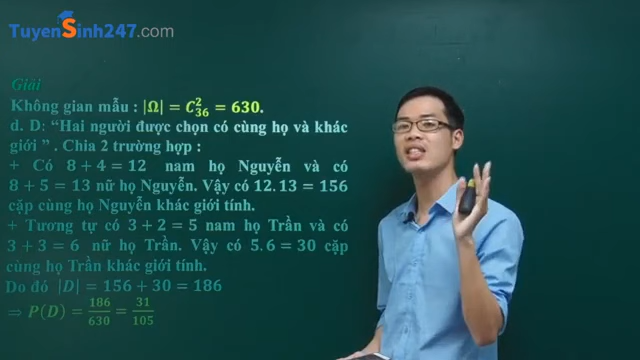 TuyenSinh247.com
Giải
Không gian mẫu : |Ω| = C²₃₆ = 630.
d. D: “Hai người được chọn có cùng họ và khác
giới ” . Chia 2 trường hợp :
+ Có 8 + 4 = 12 nam họ Nguyễn và có
8 + 5 = 13 nữ họ Nguyễn. Vậy có 12. 13 = 156
cặp cùng họ Nguyễn khác giới tính.
+ Tương tự có 3 + 2 = 5 nam họ Trần và có
3 + 3 = 6 nữ họ Trần. Vậy có 5. 6 = 30 cặp
cùng họ Trần khác giới tính.
Do đó |D| = 156 + 30 = 186
⇒ P(D) = 186/630 = 31/105